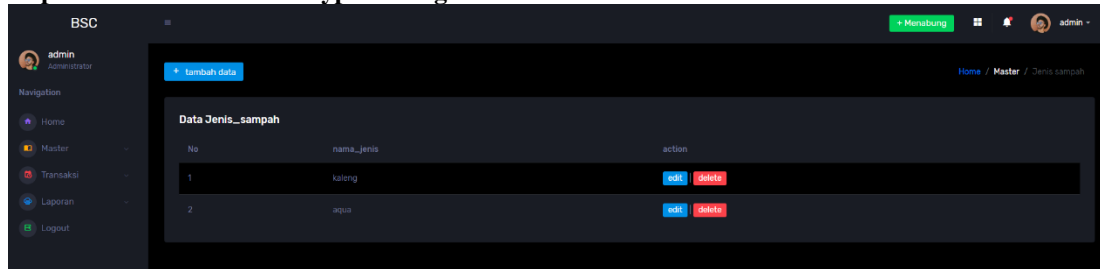 BSC
+ Menabung
admin
admin
Administrator
+ tambah data
Home / Master / Jenis sampah
Navigation
Home
Master
Transaksi
Laporan
Logout
Data Jenis_sampah
No nama_jenis action
1 kaleng edit | delete
2 aqua edit | delete